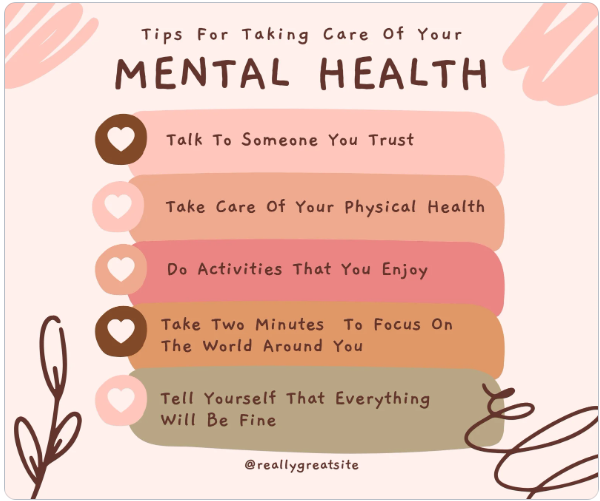 Tips For Taking Care Of Your
MENTAL HEALTH
Talk To Someone You Trust
Take Care Of Your Physical Health
Do Activities That You Enjoy
Take Two Minutes To Focus On
The World Around You
Tell Yourself That Everything
Will Be Fine
@reallygreatsite